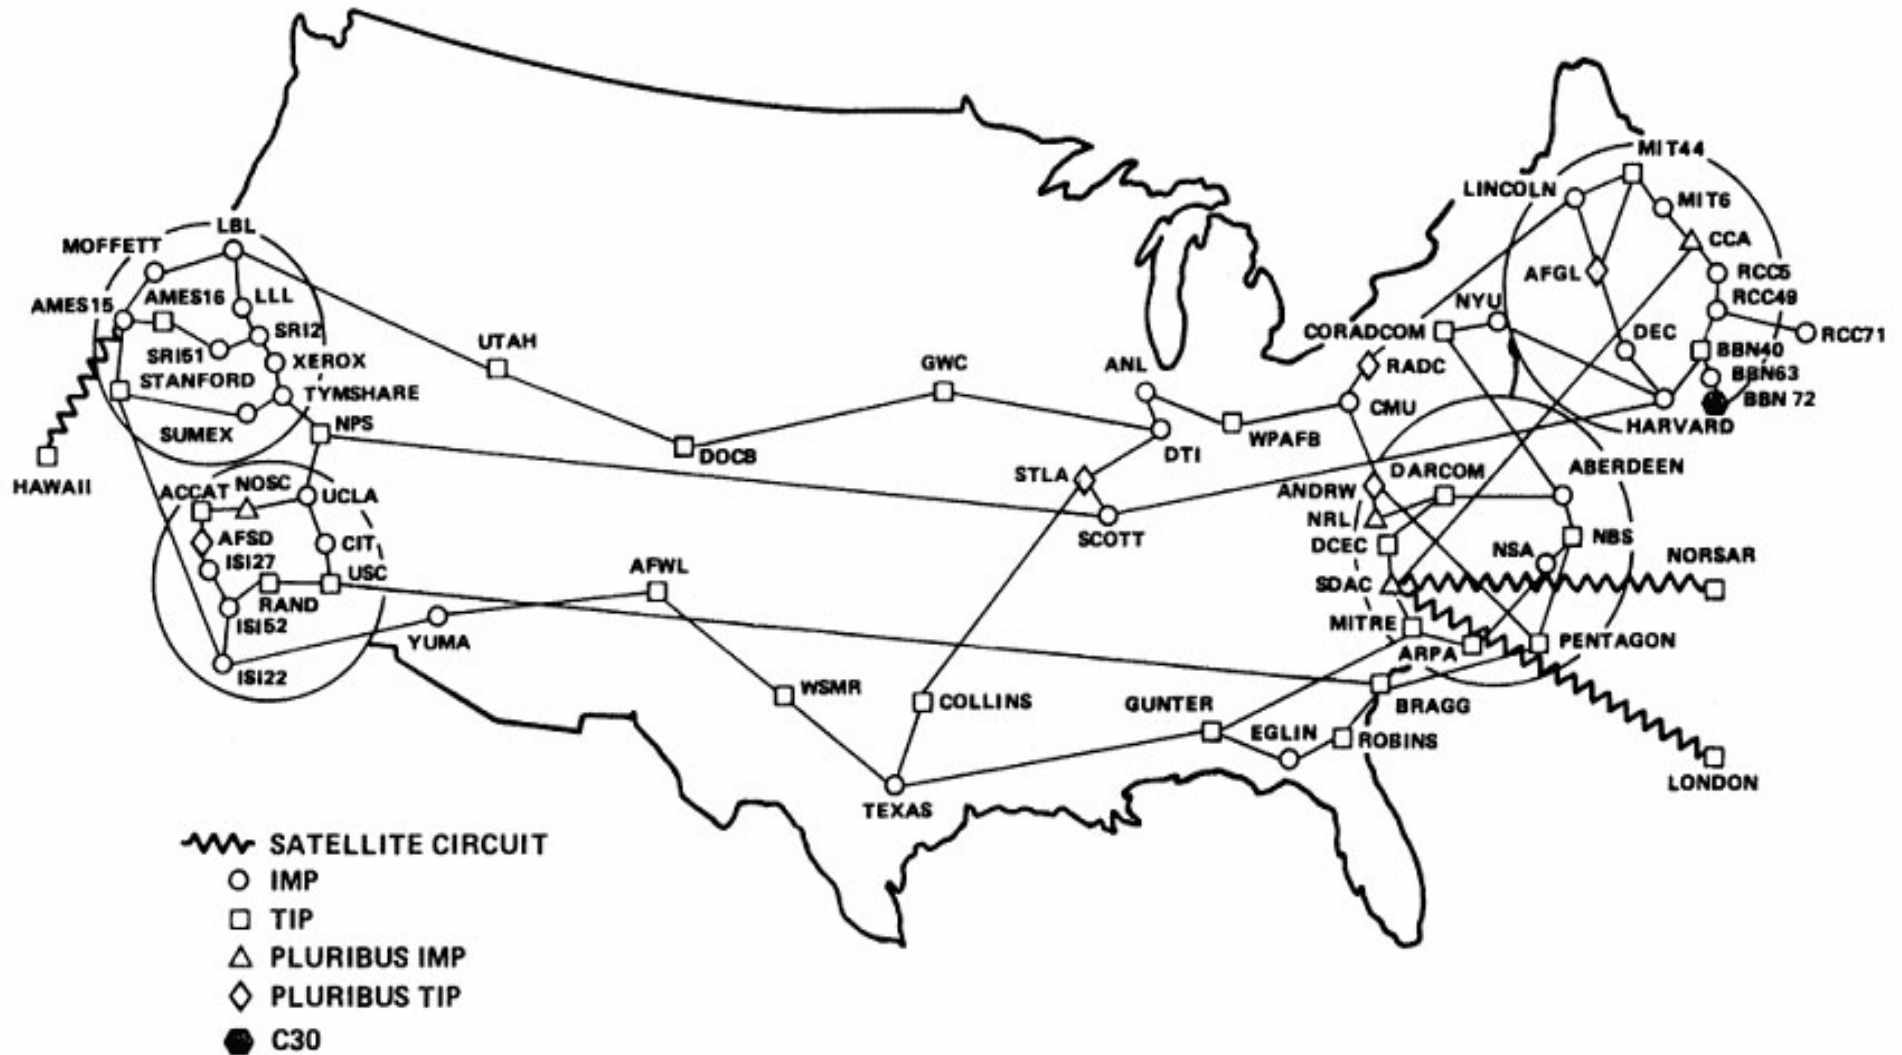 MIT44
LINCOLN
MIT6
CCA
AFGL
RCC5
RCC49
RCC71
NYU
CORADCOM
DEC
BBN40
BBN63
BBN 72
HARVARD
RADC
CMU
LBL
MOFFETT
AMES15
AMES16
LLL
SRI2
SRI51
XEROX
STANFORD
TYMSHARE
SUMEX
NPS
HAWAII
UTAH
GWC
ANL
WPAFB
DOCB
DTI
STLA
SCOTT
ACCAT
NOSC
UCLA
AFSD
CIT
ISI27
USC
RAND
ISI52
ISI22
YUMA
AFWL
WSMR
COLLINS
TEXAS
GUNTER
EGLIN
ROBINS
BRAGG
DARCOM
ABERDEEN
ANDRW
NRL
DCEC
NSA
NBS
NORSAR
SDAC
MITRE
ARPA
PENTAGON
LONDON
SATELLITE CIRCUIT
IMP
TIP
PLURIBUS IMP
PLURIBUS TIP
C30